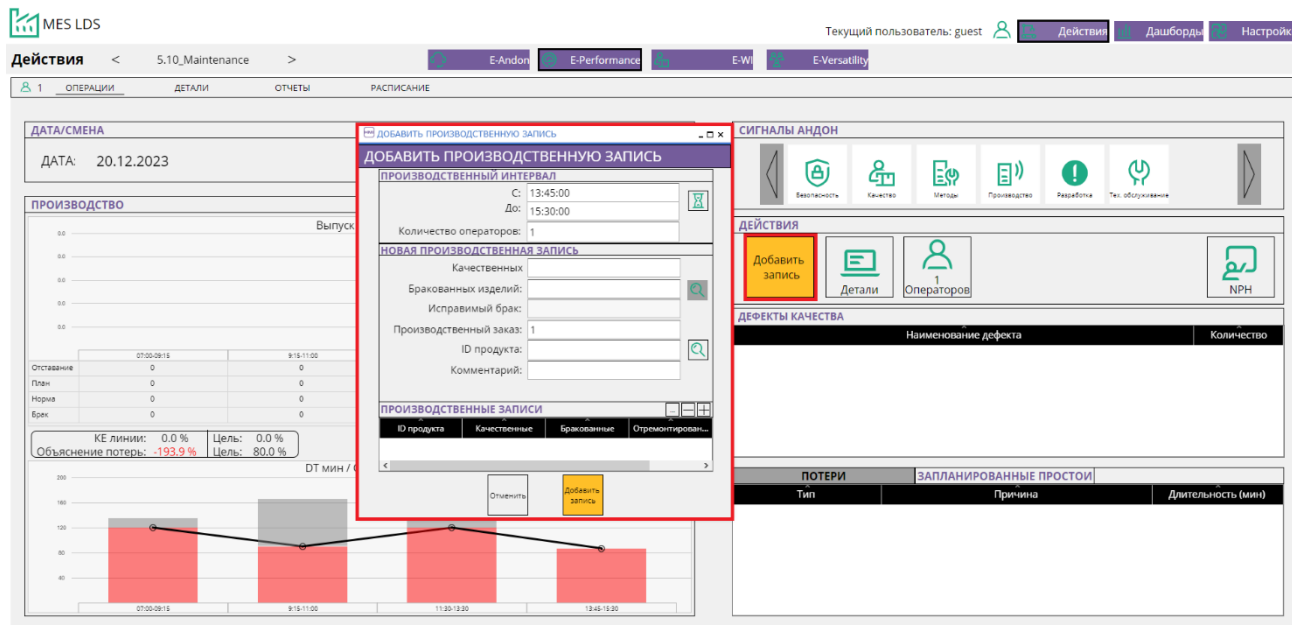 MES LDS
Текущий пользователь: guest
Действия
Дашборды
Настройк
Действия < 5.10_Maintenance >
E-Andon
E-Performance
E-WI
E-Versatility
1 ОПЕРАЦИИ ДЕТАЛИ ОТЧЕТЫ РАСПИСАНИЕ
ДАТА/СМЕНА
ДАТА: 20.12.2023
ПРОИЗВОДСТВО
Выпуск
0.0
0.0
0.0
0.0
0.0
07:00-09:15 9:15-11:00
Отставание 0 0
План 0 0
Норма 0 0
Брак 0 0
КЕ линии: 0.0 % Цель: 0.0 %
Объяснение потерь: -193.9 % Цель: 80.0 %
DT мин /
200
160
120
80
40
07:00-09:15 9:15-11:00 11:30-13:30 13:45-15:30
ДОБАВИТЬ ПРОИЗВОДСТВЕННУЮ ЗАПИСЬ
ДОБАВИТЬ ПРОИЗВОДСТВЕННУЮ ЗАПИСЬ
ПРОИЗВОДСТВЕННЫЙ ИНТЕРВАЛ
С: 13:45:00
До: 15:30:00
Количество операторов: 1
НОВАЯ ПРОИЗВОДСТВЕННАЯ ЗАПИСЬ
Качественных
Бракованных изделий:
Исправимый брак:
Производственный заказ: 1
ID продукта:
Комментарий:
ПРОИЗВОДСТВЕННЫЕ ЗАПИСИ
ID продукта Качественные Бракованные Отремонтирован...
Отменить
Добавить
запись
СИГНАЛЫ АНДОН
Безопасность Качество Методы Производство Разработка Тех. обслуживание
ДЕЙСТВИЯ
Добавить
запись
Детали
1
Операторов
NPH
ДЕФЕКТЫ КАЧЕСТВА
Наименование дефекта Количество
ПОТЕРИ ЗАПЛАНИРОВАННЫЕ ПРОСТОИ
Тип Причина Длительность (мин)